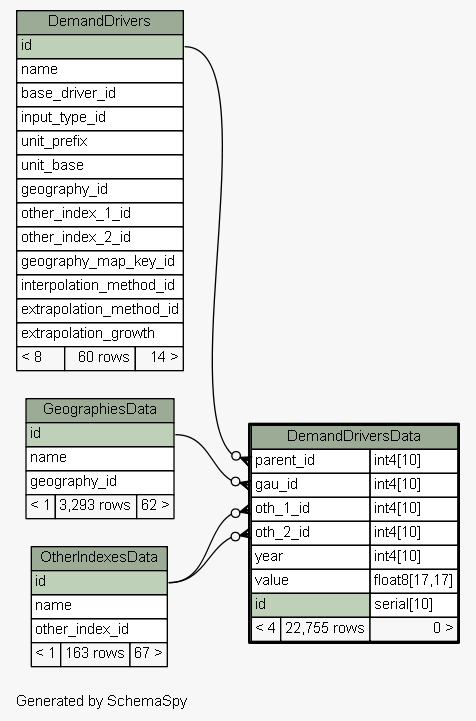 DemandDrivers
id
name
base_driver_id
input_type_id
unit_prefix
unit_base
geography_id
other_index_1_id
other_index_2_id
geography_map_key_id
interpolation_method_id
extrapolation_method_id
extrapolation_growth
< 8 60 rows 14 >
GeographiesData
id
name
geography_id
< 1 3,293 rows 62 >
OtherIndexesData
id
name
other_index_id
< 1 163 rows 67 >
DemandDriversData
parent_id int4[10]
gau_id int4[10]
oth_1_id int4[10]
oth_2_id int4[10]
year int4[10]
value float8[17,17]
id serial[10]
< 4 22,755 rows 0 >
Generated by SchemaSpy